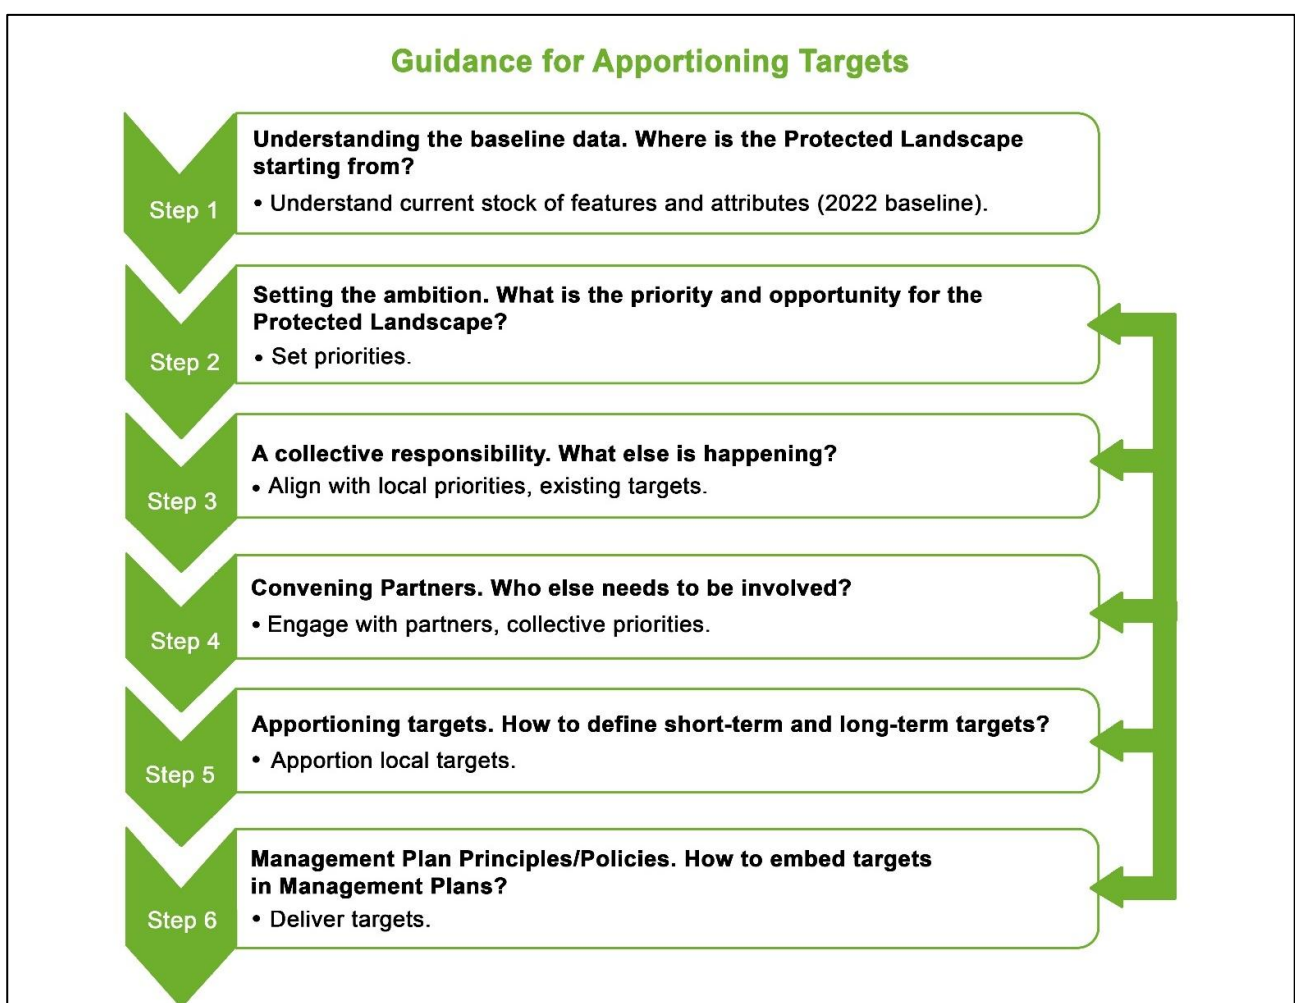 Guidance for Apportioning Targets
Step 1
Understanding the baseline data. Where is the Protected Landscape
starting from?
• Understand current stock of features and attributes (2022 baseline).
Step 2
Setting the ambition. What is the priority and opportunity for the
Protected Landscape?
• Set priorities.
Step 3
A collective responsibility. What else is happening?
• Align with local priorities, existing targets.
Step 4
Convening Partners. Who else needs to be involved?
• Engage with partners, collective priorities.
Step 5
Apportioning targets. How to define short-term and long-term targets?
• Apportion local targets.
Step 6
Management Plan Principles/Policies. How to embed targets
in Management Plans?
• Deliver targets.